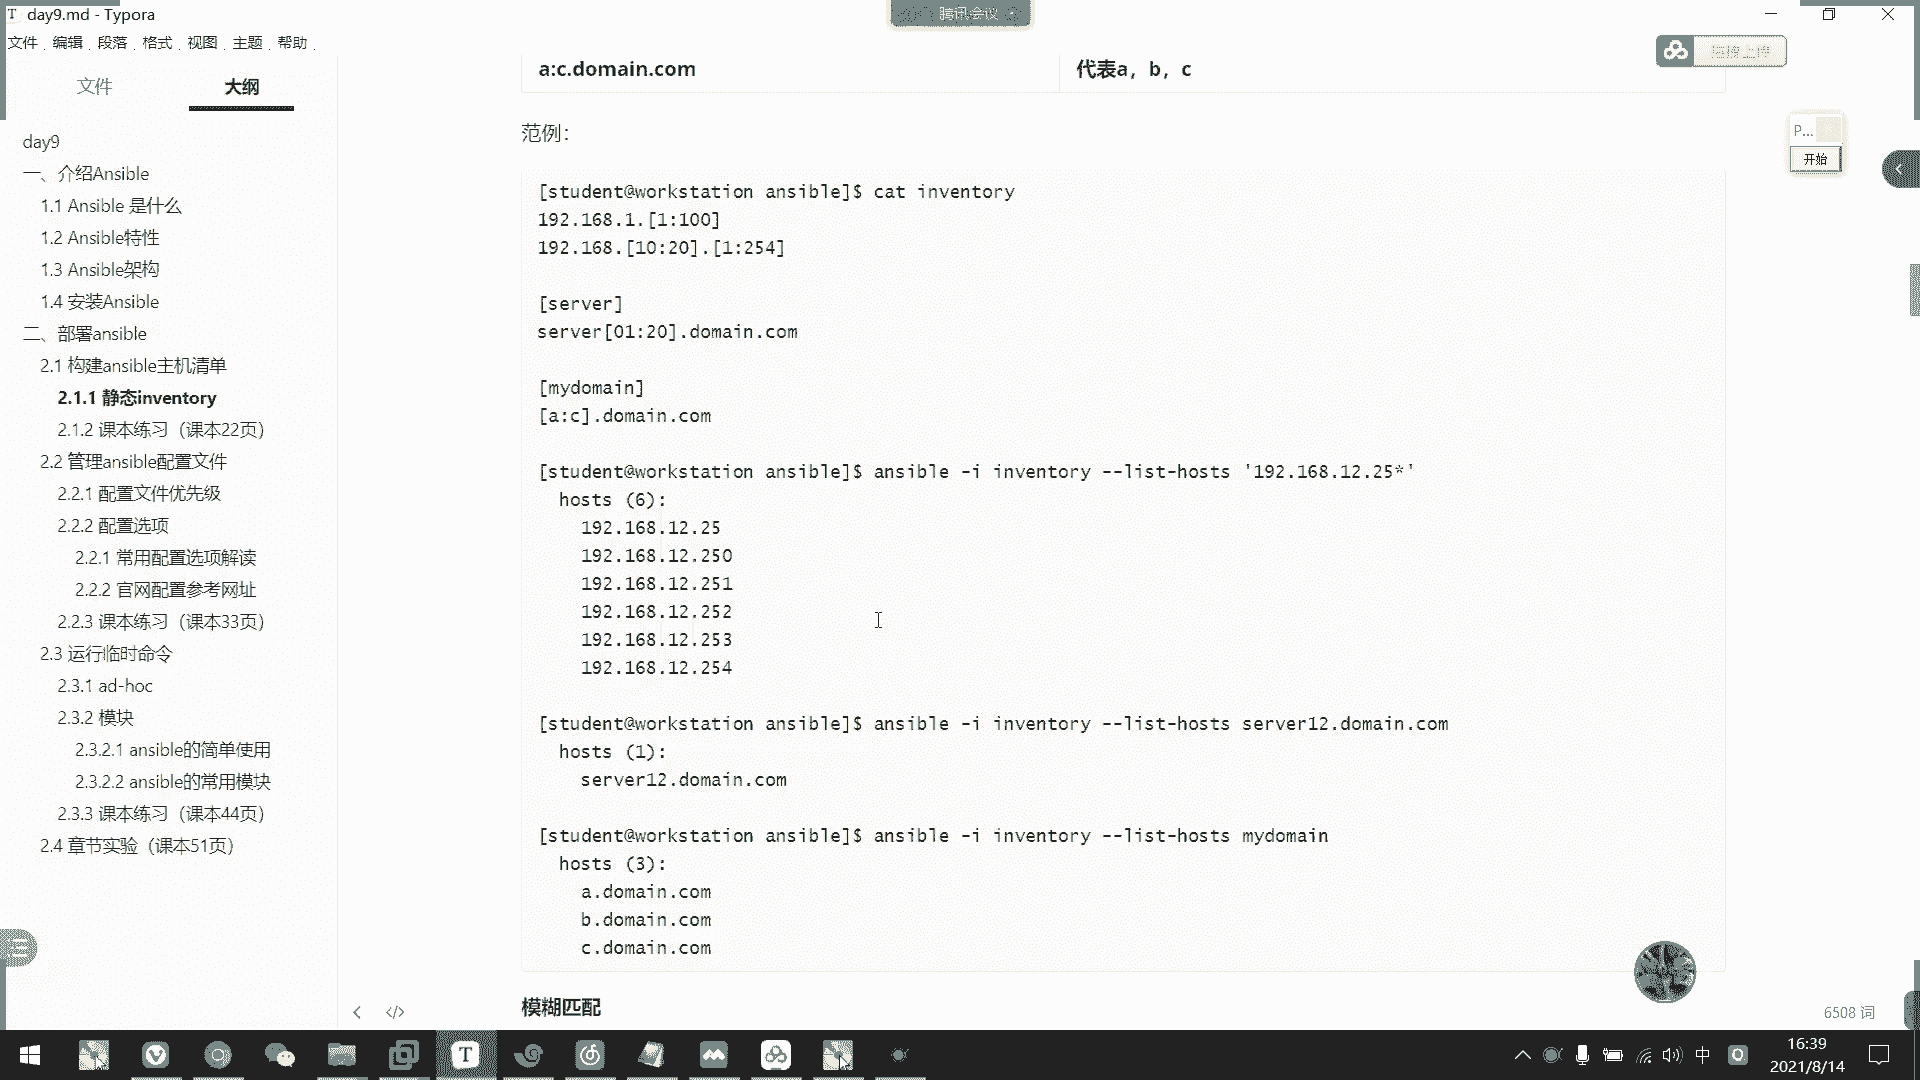 day9.md - Typora
腾讯会议
文件 编辑 段落 格式 视图 主题 帮助
文件 大纲
day9
一、介绍Ansible
1.1 Ansible 是什么
1.2 Ansible特性
1.3 Ansible架构
1.4 安装Ansible
二、部署ansible
2.1 构建ansible主机清单
2.1.1 静态inventory
2.1.2 课本练习（课本22页）
2.2 管理ansible配置文件
2.2.1 配置文件优先级
2.2.2 配置选项
2.2.1 常用配置选项解读
2.2.2 官网配置参考网址
2.2.3 课本练习（课本33页）
2.3 运行临时命令
2.3.1 ad-hoc
2.3.2 模块
2.3.2.1 ansible的简单使用
2.3.2.2 ansible的常用模块
2.3.3 课本练习（课本44页）
2.4 章节实验（课本51页）
a:c.domain.com 代表a，b，c
范例：
[student@workstation ansible]$ cat inventory
192.168.1.[1:100]
192.168.[10:20].[1:254]
[server]
server[01:20].domain.com
[mydomain]
[a:c].domain.com
[student@workstation ansible]$ ansible -i inventory --list-hosts '192.168.12.25*'
hosts (6):
192.168.12.25
192.168.12.250
192.168.12.251
192.168.12.252
192.168.12.253
192.168.12.254
[student@workstation ansible]$ ansible -i inventory --list-hosts server12.domain.com
hosts (1):
server12.domain.com
[student@workstation ansible]$ ansible -i inventory --list-hosts mydomain
hosts (3):
a.domain.com
b.domain.com
c.domain.com
模糊匹配
P...
开始
6508 词
中
16:39
2021/8/14